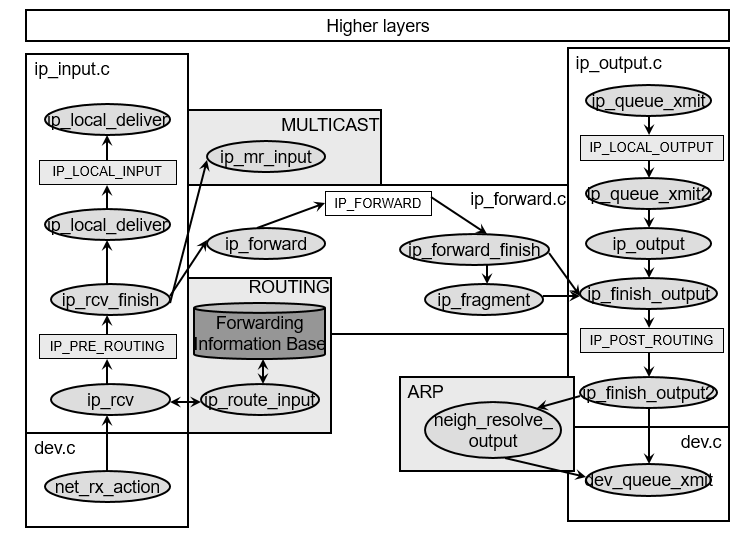 Higher layers
ip_input.c
ip_local_deliver
IP_LOCAL_INPUT
ip_local_deliver
ip_rcv_finish
IP_PRE_ROUTING
ip_rcv
dev.c
net_rx_action
MULTICAST
ip_mr_input
IP_FORWARD
ip_forward.c
ip_forward
ip_forward_finish
ip_fragment
ROUTING
Forwarding
Information Base
ip_route_input
ARP
neigh_resolve_
output
ip_output.c
ip_queue_xmit
IP_LOCAL_OUTPUT
ip_queue_xmit2
ip_output
ip_finish_output
IP_POST_ROUTING
ip_finish_output2
dev.c
dev_queue_xmit